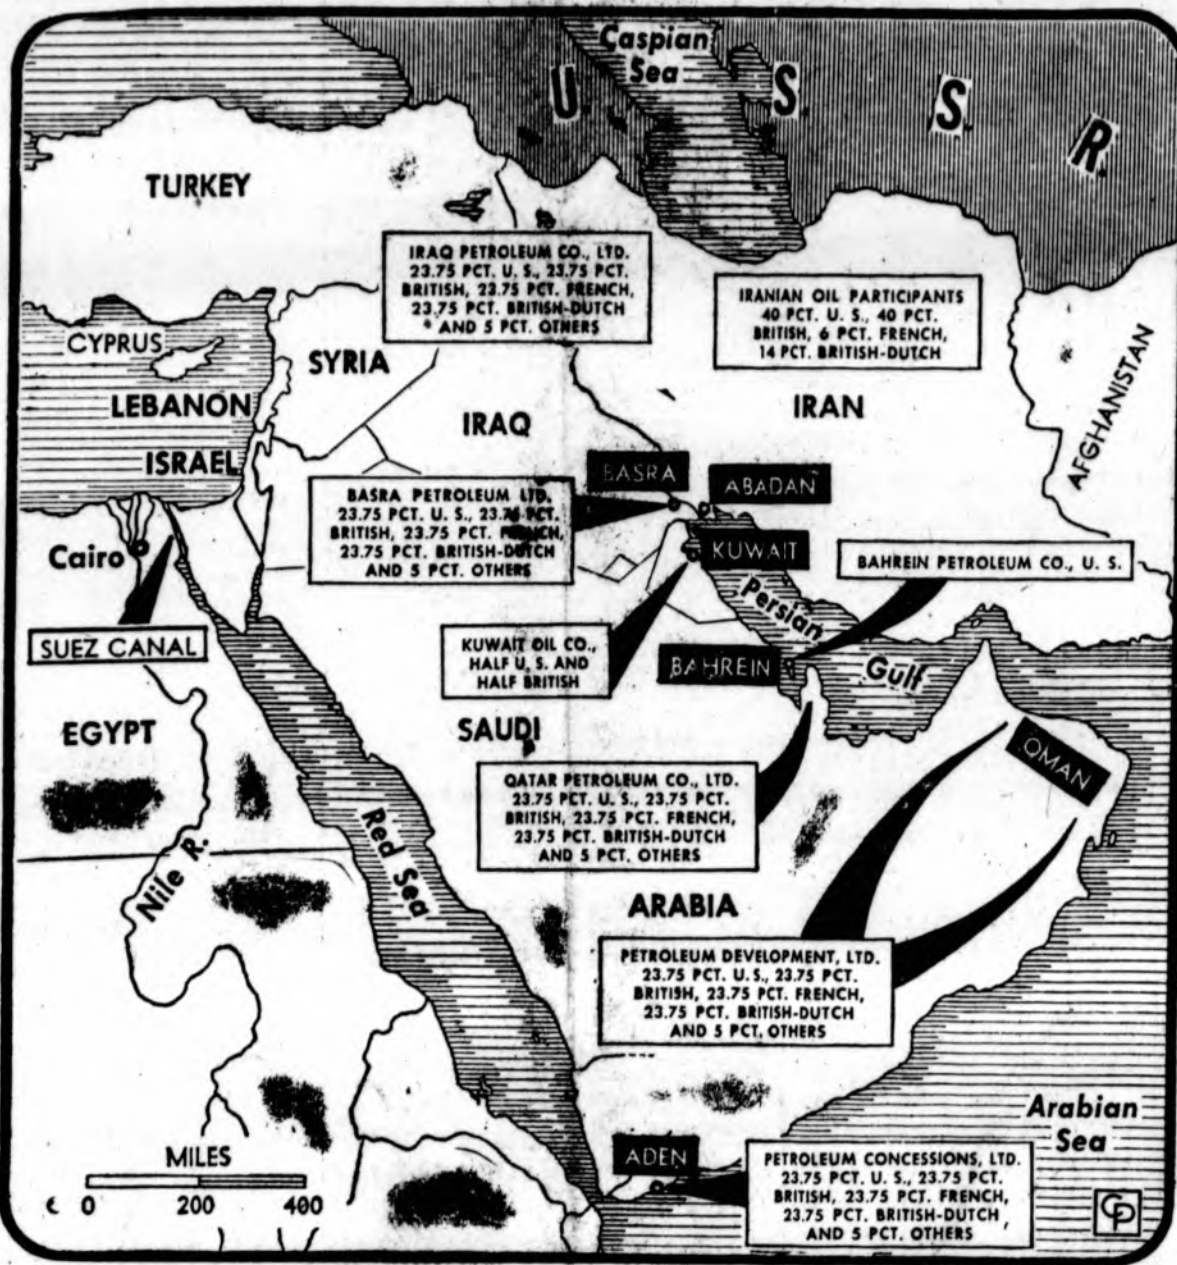 Caspian
Sea
U. S. S. R.
TURKEY
IRAQ PETROLEUM CO., LTD.
23.75 PCT. U. S., 23.75 PCT.
BRITISH, 23.75 PCT. FRENCH,
23.75 PCT. BRITISH-DUTCH
AND 5 PCT. OTHERS
IRANIAN OIL PARTICIPANTS
40 PCT. U. S., 40 PCT.
BRITISH, 6 PCT. FRENCH,
14 PCT. BRITISH-DUTCH
CYPRUS
SYRIA
LEBANON
IRAQ
IRAN
AFGHANISTAN
ISRAEL
BASRA
ABADAN
BASRA PETROLEUM LTD.
23.75 PCT. U. S., 23.75 PCT.
BRITISH, 23.75 PCT. FRENCH,
23.75 PCT. BRITISH-DUTCH
AND 5 PCT. OTHERS
Cairo
KUWAIT
BAHREIN PETROLEUM CO., U. S.
Persian
Gulf
SUEZ CANAL
KUWAIT OIL CO.,
HALF U. S. AND
HALF BRITISH
BAHREIN
EGYPT
SAUDI
OMAN
QATAR PETROLEUM CO., LTD.
23.75 PCT. U. S., 23.75 PCT.
BRITISH, 23.75 PCT. FRENCH,
23.75 PCT. BRITISH-DUTCH
AND 5 PCT. OTHERS
Red Sea
Nile R.
ARABIA
PETROLEUM DEVELOPMENT, LTD.
23.75 PCT. U.S., 23.75 PCT.
BRITISH, 23.75 PCT. FRENCH,
23.75 PCT. BRITISH-DUTCH
AND 5 PCT. OTHERS
Arabian
Sea
MILES
0 200 400
ADEN
PETROLEUM CONCESSIONS, LTD.
23.75 PCT. U. S., 23.75 PCT.
BRITISH, 23.75 PCT. FRENCH,
23.75 PCT. BRITISH-DUTCH,
AND 5 PCT. OTHERS
CP